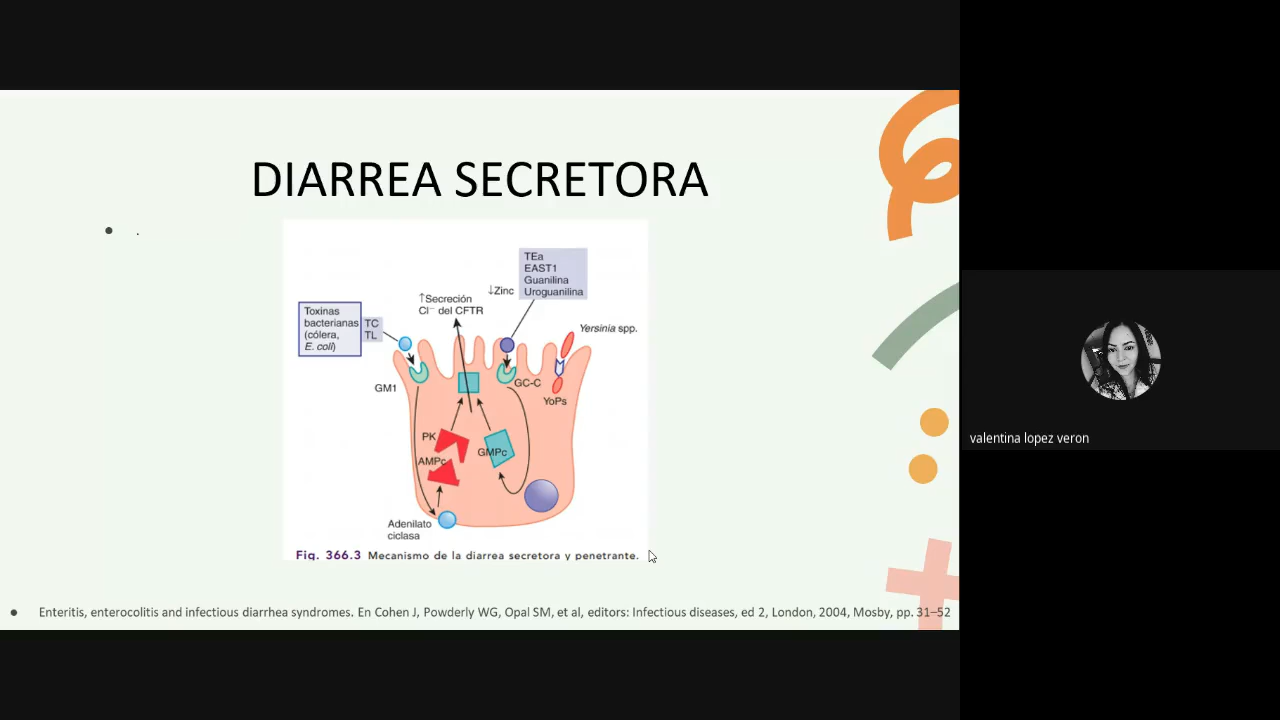 DIARREA SECRETORA
.
TEa
EAST1
Guanilina
Uroguanilina
↓Zinc
↑Secreción
Cl⁻ del CFTR
Toxinas
bacterianas
(cólera,
E. coli)
TC
TL
Yersinia spp.
GM1
GC-C
YoPs
PK
GMPc
AMPc
Adenilato
ciclasa
Fig. 366.3 Mecanismo de la diarrea secretora y penetrante.
Enteritis, enterocolitis and infectious diarrhea syndromes. En Cohen J, Powderly WG, Opal SM, et al, editors: Infectious diseases, ed 2, London, 2004, Mosby, pp. 31–52
valentina lopez veron